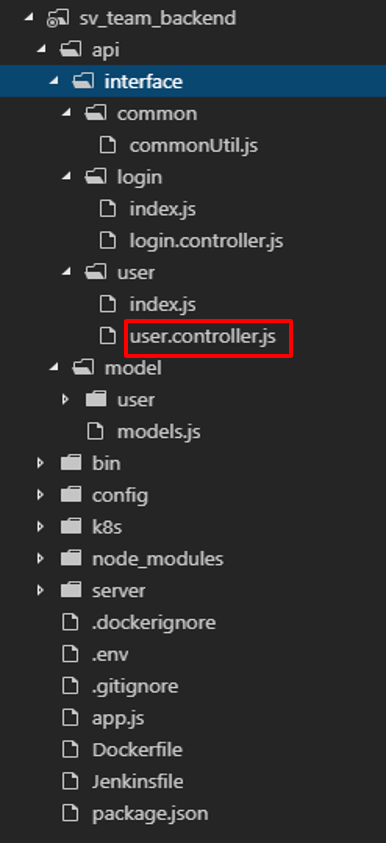 sv_team_backend
api
interface
common
commonUtil.js
login
index.js
login.controller.js
user
index.js
user.controller.js
model
user
models.js
bin
config
k8s
node_modules
server
.dockerignore
.env
.gitignore
app.js
Dockerfile
Jenkinsfile
package.json